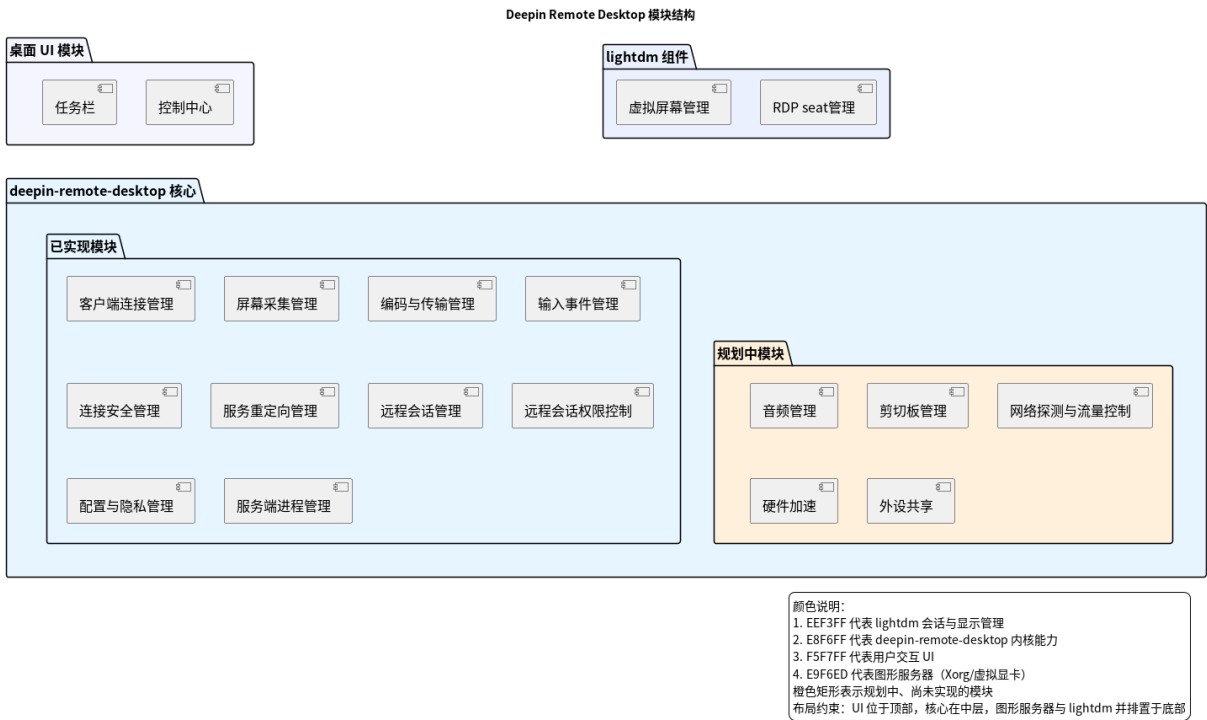 Deepin Remote Desktop 模块结构
桌面 UI 模块
任务栏
控制中心
lightdm 组件
虚拟屏幕管理
RDP seat管理
deepin-remote-desktop 核心
已实现模块
客户端连接管理
屏幕采集管理
编码与传输管理
输入事件管理
连接安全管理
服务重定向管理
远程会话管理
远程会话权限控制
配置与隐私管理
服务端进程管理
规划中模块
音频管理
剪切板管理
网络探测与流量控制
硬件加速
外设共享
颜色说明:
1. EEF3FF 代表 lightdm 会话与显示管理
2. E8F6FF 代表 deepin-remote-desktop 内核能力
3. F5F7FF 代表用户交互 UI
4. E9F6ED 代表图形服务器（Xorg/虚拟显卡）
橙色矩形表示规划中、尚未实现的模块
布局约束：UI 位于顶部，核心在中层，图形服务器与 lightdm 并排置于底部